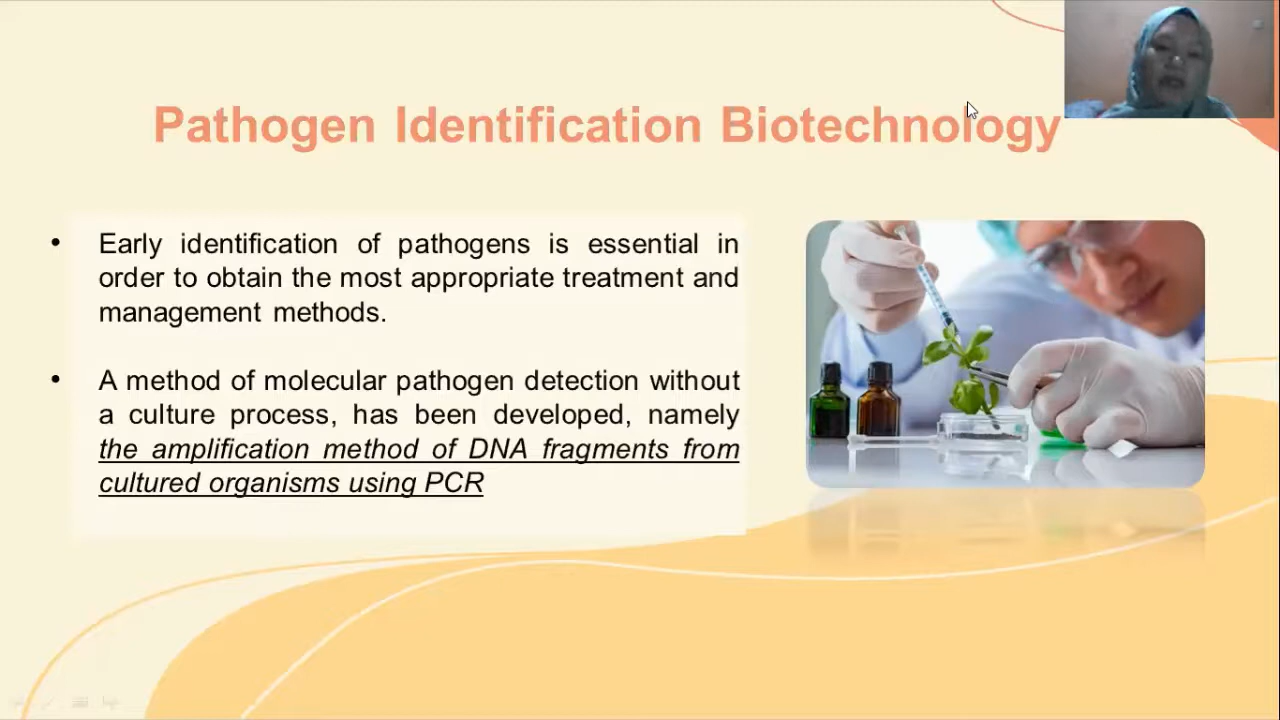 Pathogen Identification Biotechnology
• Early identification of pathogens is essential in
order to obtain the most appropriate treatment and
management methods.
• A method of molecular pathogen detection without
a culture process, has been developed, namely
the amplification method of DNA fragments from
cultured organisms using PCR